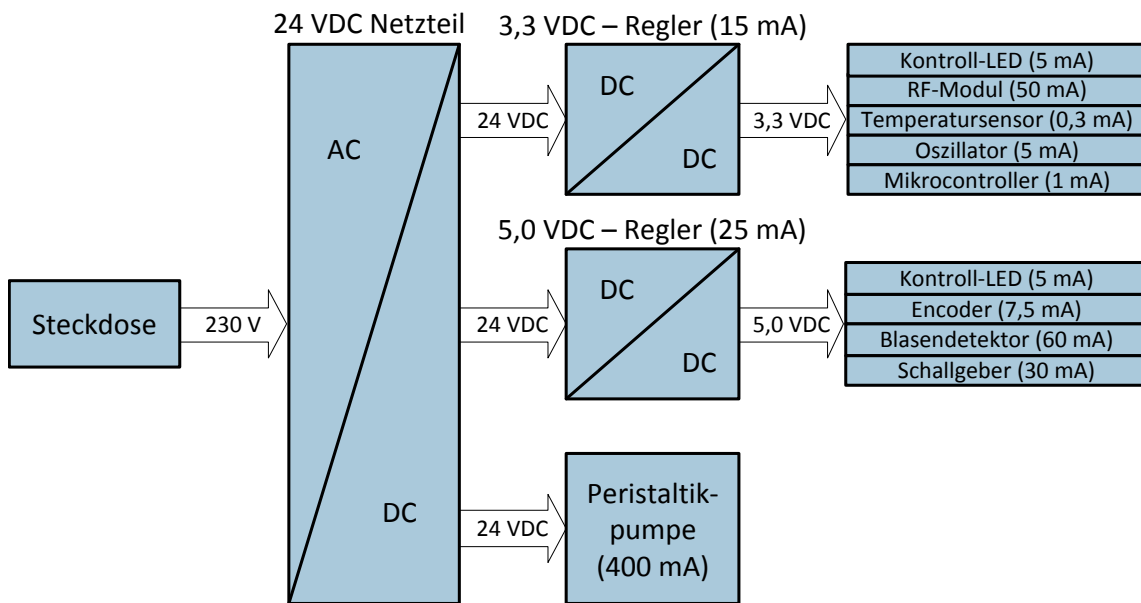 24 VDC Netzteil
3,3 VDC – Regler (15 mA)
DC
DC
24 VDC
3,3 VDC
Kontroll-LED (5 mA)
RF-Modul (50 mA)
Temperatursensor (0,3 mA)
Oszillator (5 mA)
Mikrocontroller (1 mA)
AC
DC
5,0 VDC – Regler (25 mA)
DC
DC
Steckdose
230 V
24 VDC
5,0 VDC
Kontroll-LED (5 mA)
Encoder (7,5 mA)
Blasendetektor (60 mA)
Schallgeber (30 mA)
24 VDC
Peristaltik-
pumpe
(400 mA)